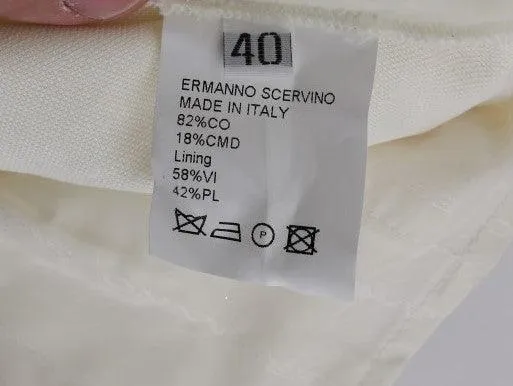 40
ERMANNO SCERVINO
MADE IN ITALY
82%CO
18%CMD
Lining
58%VI
42%PL
P